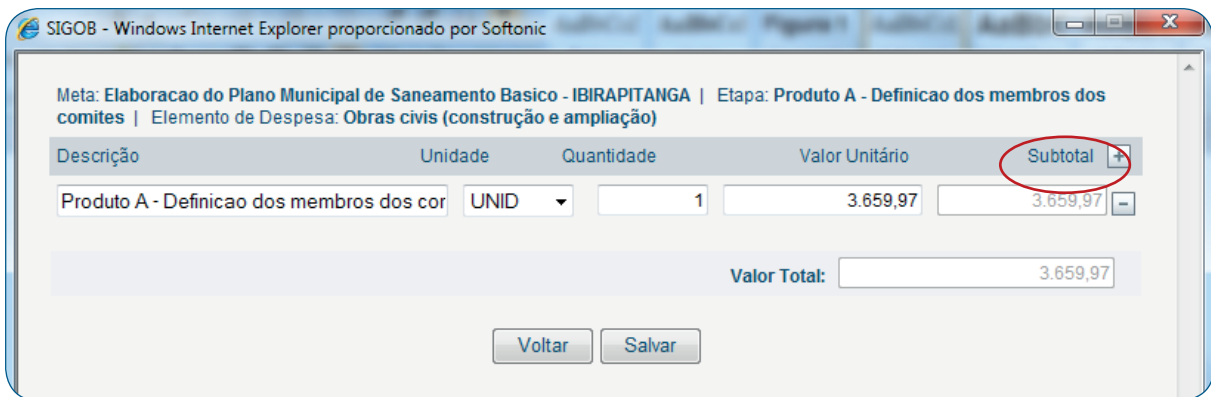 SIGOB - Windows Internet Explorer proporcionado por Softonic
Meta: Elaboracao do Plano Municipal de Saneamento Basico - IBIRAPITANGA | Etapa: Produto A - Definicao dos membros dos
comites | Elemento de Despesa: Obras civis (construção e ampliação)
Descrição Unidade Quantidade Valor Unitário Subtotal +
Produto A - Definicao dos membros dos cor UNID 1 3.659,97 3.659,97 -
Valor Total: 3.659,97
Voltar Salvar